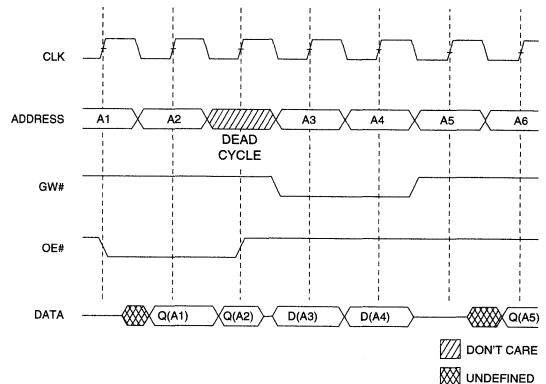 CLK
ADDRESS A1 A2 A3 A4 A5 A6
DEAD
CYCLE
GW#
OE#
DATA Q(A1) Q(A2) D(A3) D(A4) Q(A5)
DON'T CARE
UNDEFINED